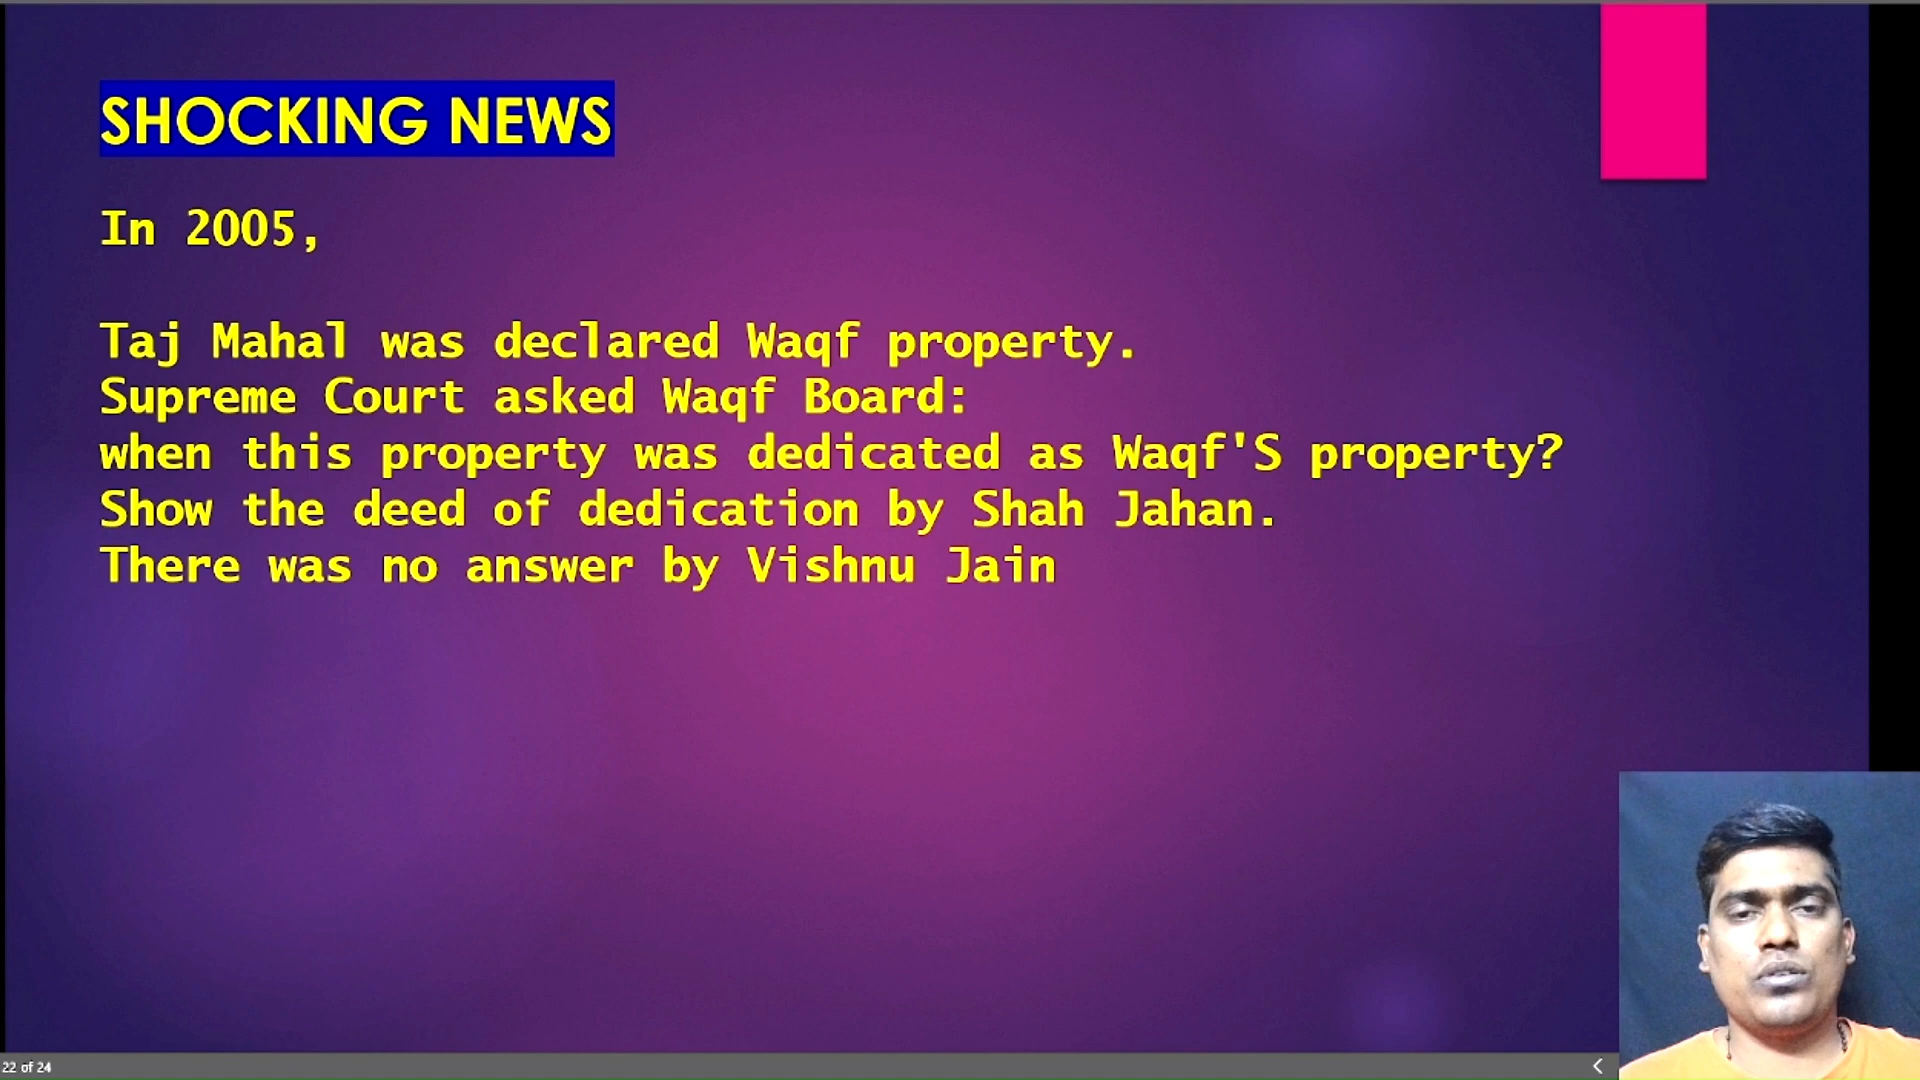 SHOCKING NEWS
In 2005,
Taj Mahal was declared Waqf property.
Supreme Court asked Waqf Board:
when this property was dedicated as Waqf'S property?
Show the deed of dedication by Shah Jahan.
There was no answer by Vishnu Jain
22 of 24